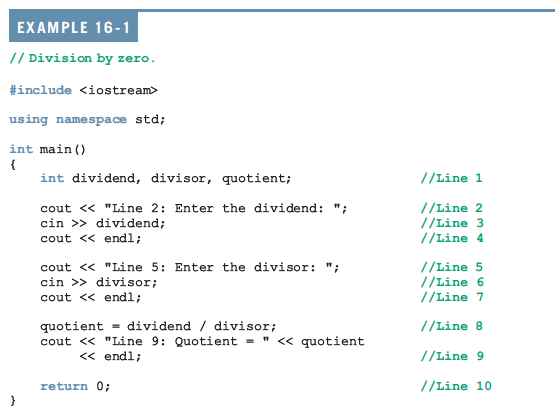 EXAMPLE 16-1
// Division by zero.
#include <iostream>
using namespace std;
int main()
{
int dividend, divisor, quotient; //Line 1
cout << "Line 2: Enter the dividend: "; //Line 2
cin >> dividend; //Line 3
cout << endl; //Line 4
cout << "Line 5: Enter the divisor: "; //Line 5
cin >> divisor; //Line 6
cout << endl; //Line 7
quotient = dividend / divisor; //Line 8
cout << "Line 9: Quotient = " << quotient
<< endl; //Line 9
return 0; //Line 10
}